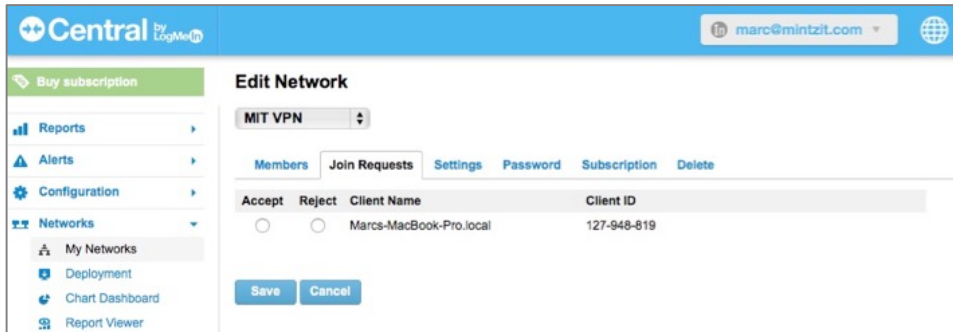 Central by LogMeIn
marc@mintzit.com
Buy subscription
Reports
Alerts
Configuration
Networks
My Networks
Deployment
Chart Dashboard
Report Viewer
Edit Network
MIT VPN
Members Join Requests Settings Password Subscription Delete
Accept Reject Client Name Client ID
Marcs-MacBook-Pro.local 127-948-819
Save Cancel